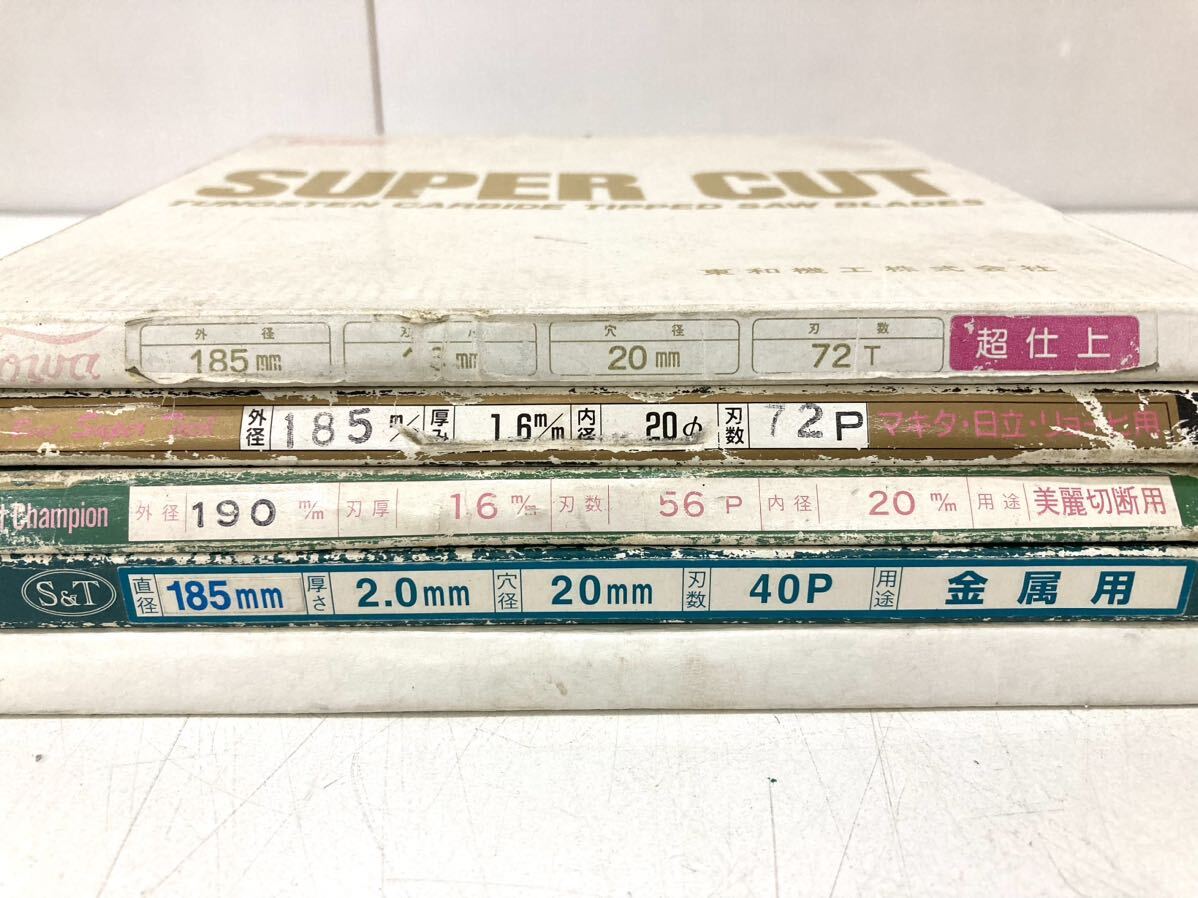 SUPER CUT
TUNGSTEN CARBIDE TIPPED SAW BLADES
東和機工株式会社
外径 185mm 穴径 20mm 刃数 72T 超仕上
外径 185m/m 厚み 1.6m/m 内径 20φ 刃数 72P マキタ・日立・リョービ用
Champion 外径 190 m/m 刃厚 1.6 m/m 刃数 56 P 内径 20 m/m 用途 美麗切断用
S&T 直径 185mm 厚さ 2.0mm 穴径 20mm 刃数 40P 用途 金属用